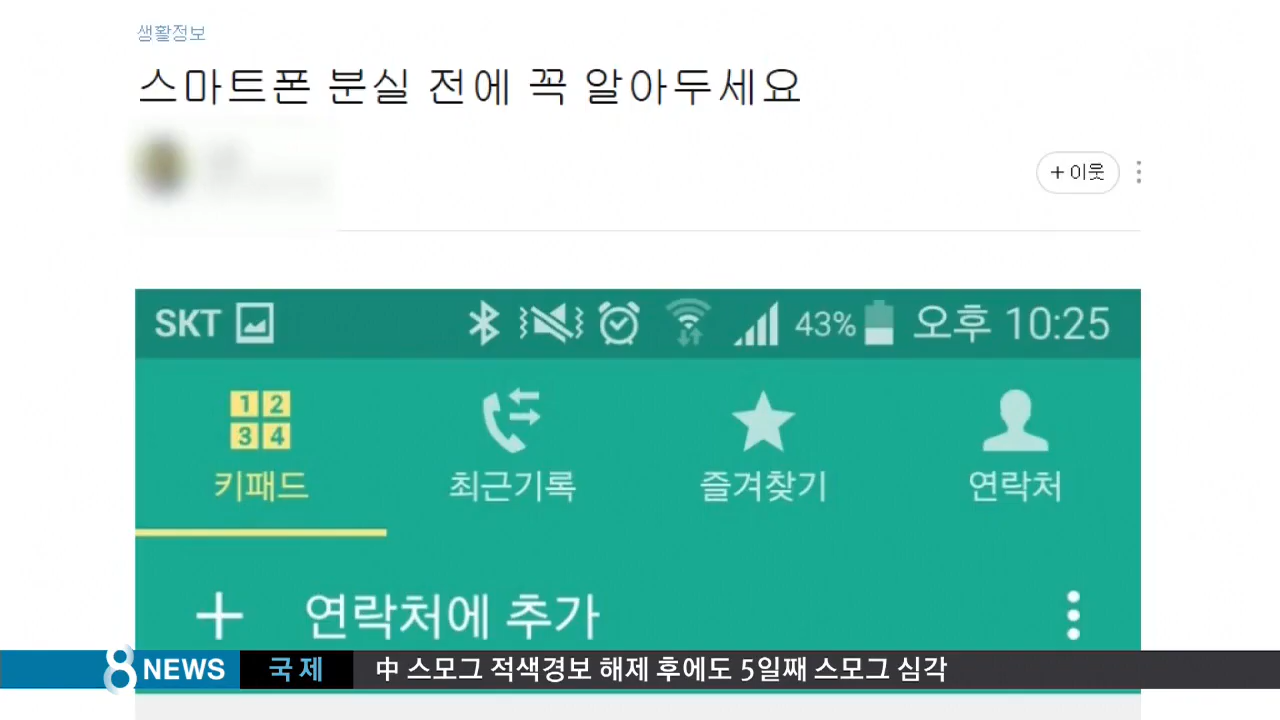 생활정보
스마트폰 분실 전에 꼭 알아두세요
+ 이웃
SKT 43% 오후 10:25
1 2
3 4
키패드 최근기록 즐겨찾기 연락처
+ 연락처에 추가
8 NEWS 국제 中 스모그 적색경보 해제 후에도 5일째 스모그 심각